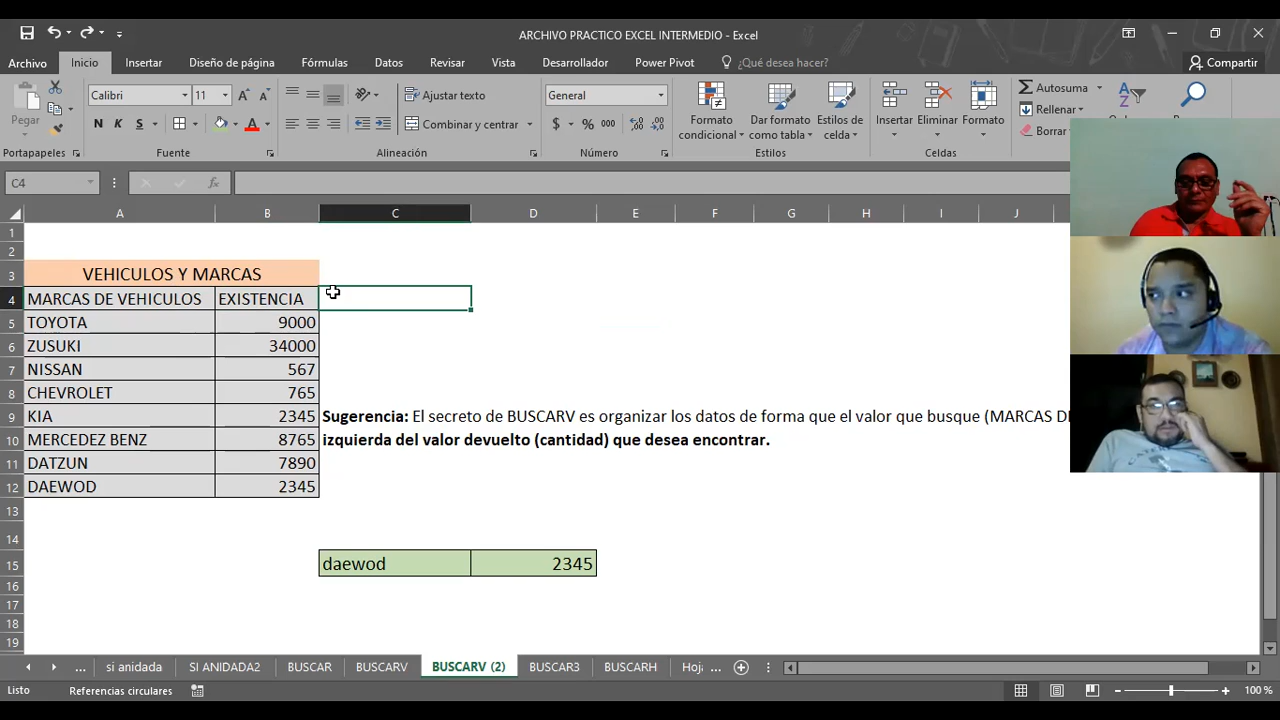 ARCHIVO PRACTICO EXCEL INTERMEDIO - Excel
Archivo Inicio Insertar Diseño de página Fórmulas Datos Revisar Vista Desarrollador Power Pivot ¿Qué desea hacer? Compartir
Pegar
Calibri 11
N K S
Ajustar texto
Combinar y centrar
General
$ % 000
Formato condicional
Dar formato como tabla
Estilos de celda
Insertar Eliminar Formato
Autosuma
Rellenar
Borrar
Portapapeles Fuente Alineación Número Estilos Celdas
C4 fx
A B C D E F G H I J
1
2
3 VEHICULOS Y MARCAS
4 MARCAS DE VEHICULOS EXISTENCIA
5 TOYOTA 9000
6 ZUSUKI 34000
7 NISSAN 567
8 CHEVROLET 765
9 KIA 2345 Sugerencia: El secreto de BUSCARV es organizar los datos de forma que el valor que busque (MARCAS
10 MERCEDEZ BENZ 8765 izquierda del valor devuelto (cantidad) que desea encontrar.
11 DATZUN 7890
12 DAEWOD 2345
13
14
15 daewod 2345
16
17
18
19
... si anidada SI ANIDADA2 BUSCAR BUSCARV BUSCARV (2) BUSCAR3 BUSCARH Hoj ...
Listo Referencias circulares 100 %